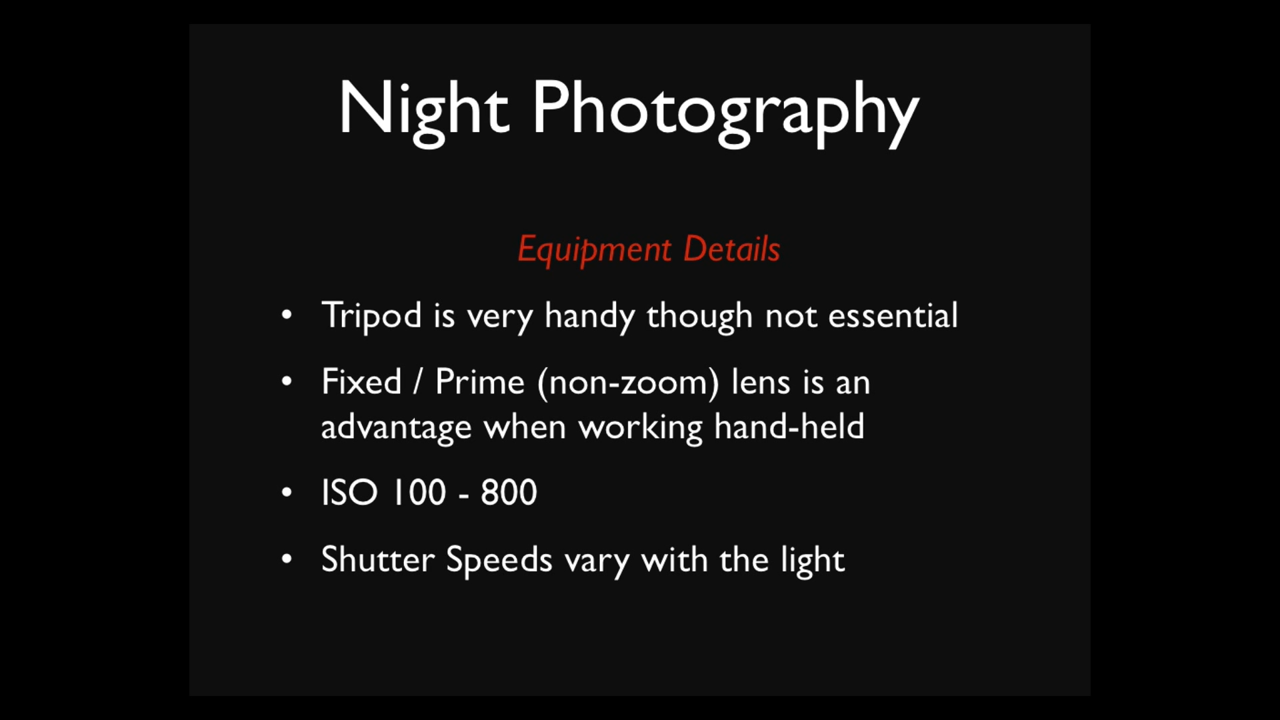 Night Photography
Equipment Details
• Tripod is very handy though not essential
• Fixed / Prime (non-zoom) lens is an
advantage when working hand-held
• ISO 100 - 800
• Shutter Speeds vary with the light